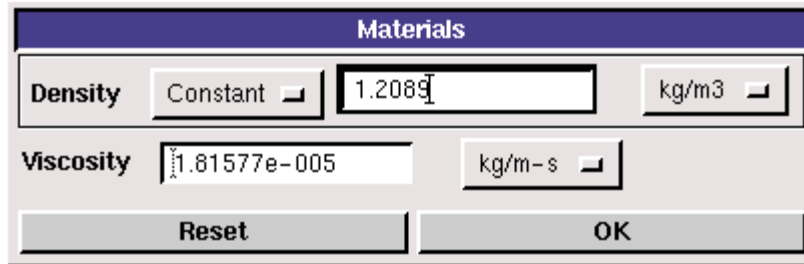 Materials
Density Constant 1.2089 kg/m3
Viscosity 1.81577e-005 kg/m-s
Reset OK